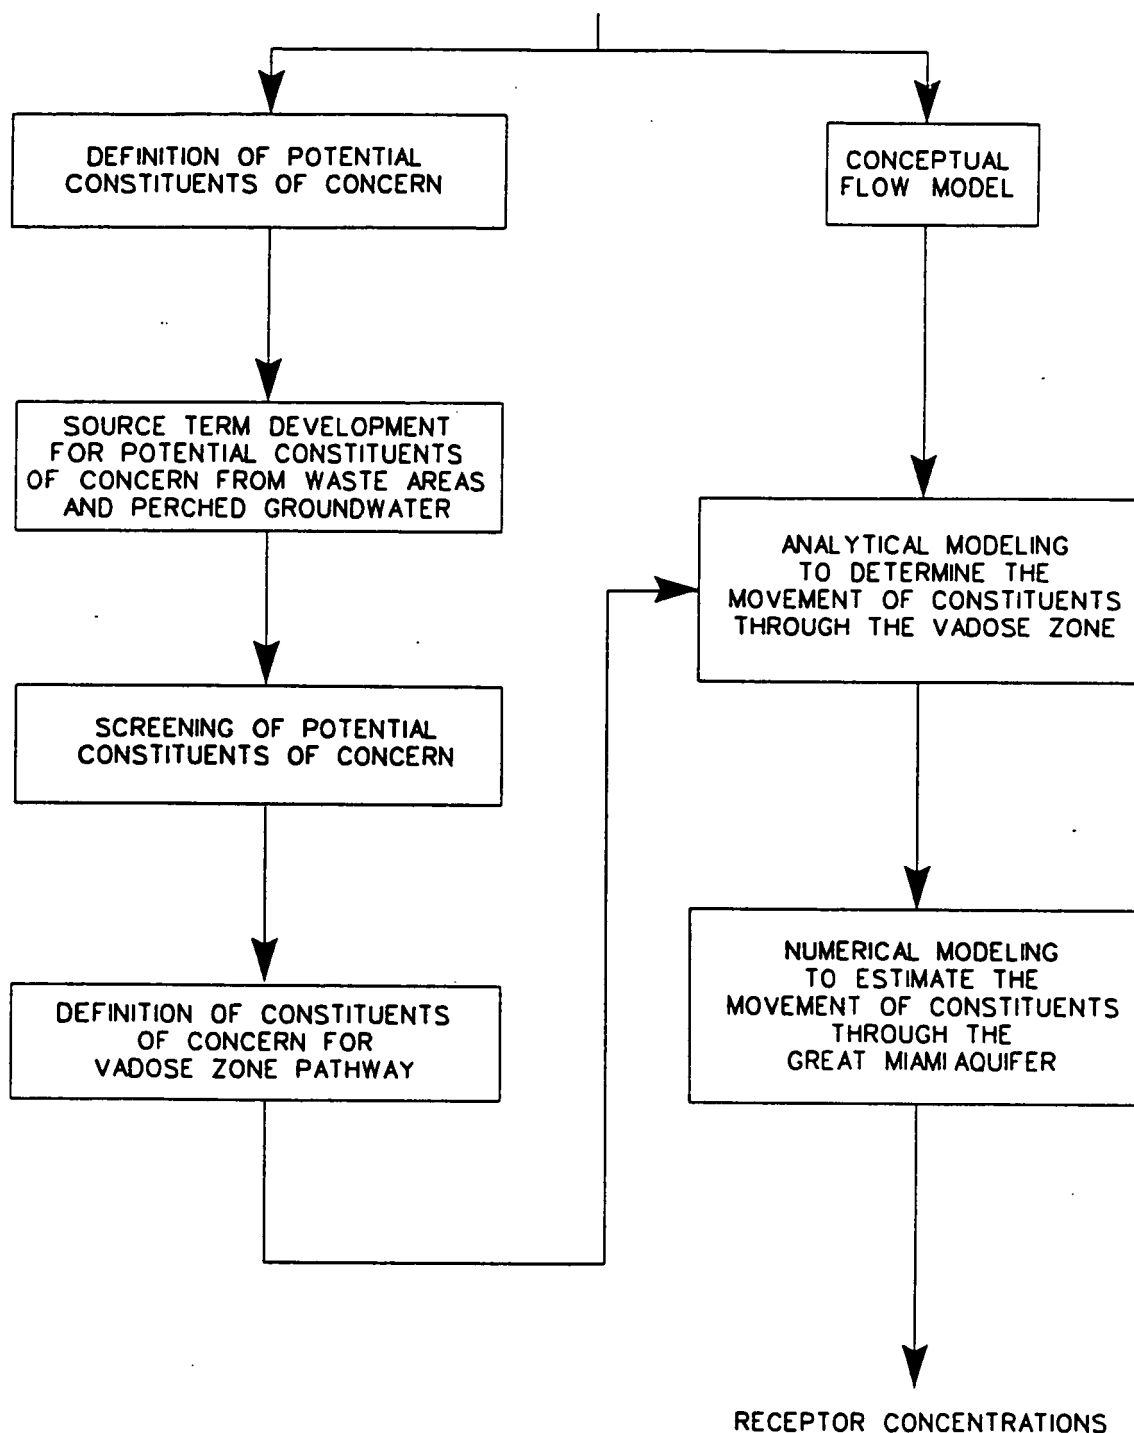 DEFINITION OF POTENTIAL
CONSTITUENTS OF CONCERN
CONCEPTUAL
FLOW MODEL
SOURCE TERM DEVELOPMENT
FOR POTENTIAL CONSTITUENTS
OF CONCERN FROM WASTE AREAS
AND PERCHED GROUNDWATER
ANALYTICAL MODELING
TO DETERMINE THE
MOVEMENT OF CONSTITUENTS
THROUGH THE VADOSE ZONE
SCREENING OF POTENTIAL
CONSTITUENTS OF CONCERN
NUMERICAL MODELING
TO ESTIMATE THE
MOVEMENT OF CONSTITUENTS
THROUGH THE
GREAT MIAMI AQUIFER
DEFINITION OF CONSTITUENTS
OF CONCERN FOR
VADOSE ZONE PATHWAY
RECEPTOR CONCENTRATIONS